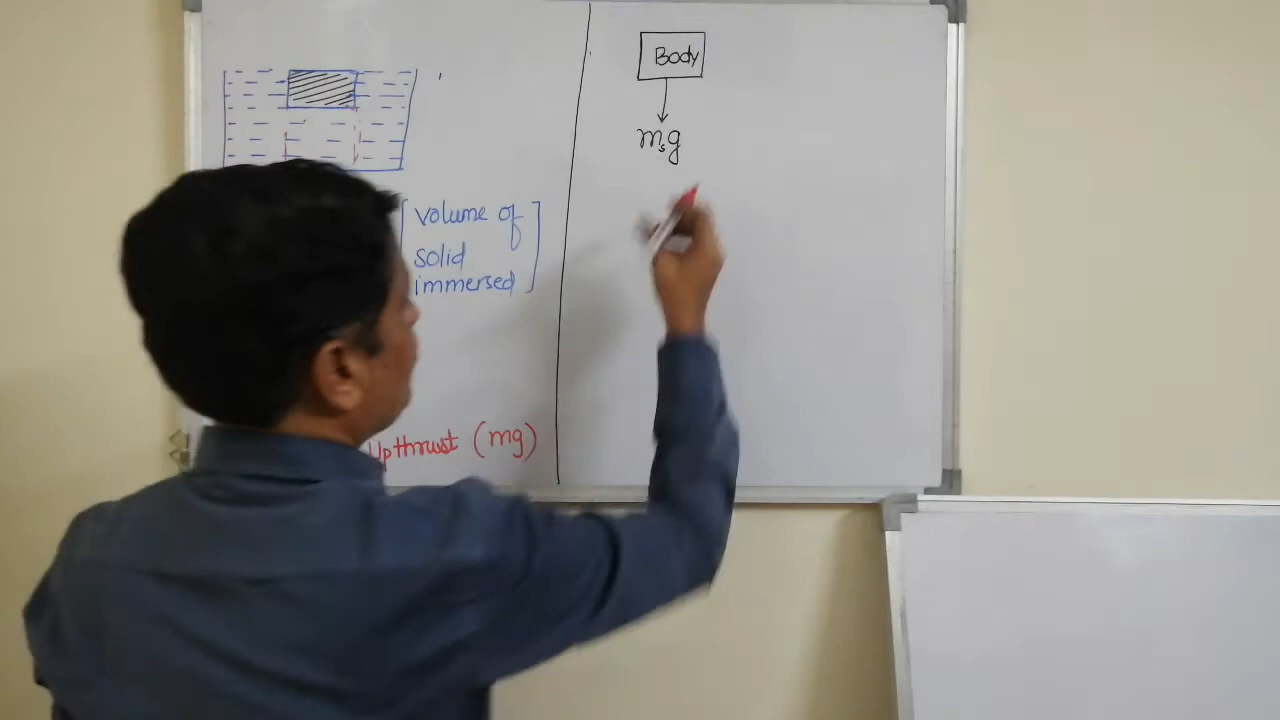 [volume of
solid
immersed]
Upthrust (mg)
Body
mₛg